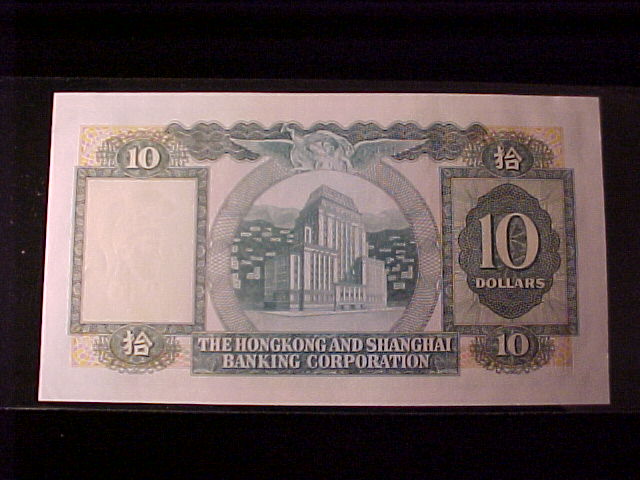 10
拾
10
DOLLARS
THE HONGKONG AND SHANGHAI
BANKING CORPORATION
拾
10